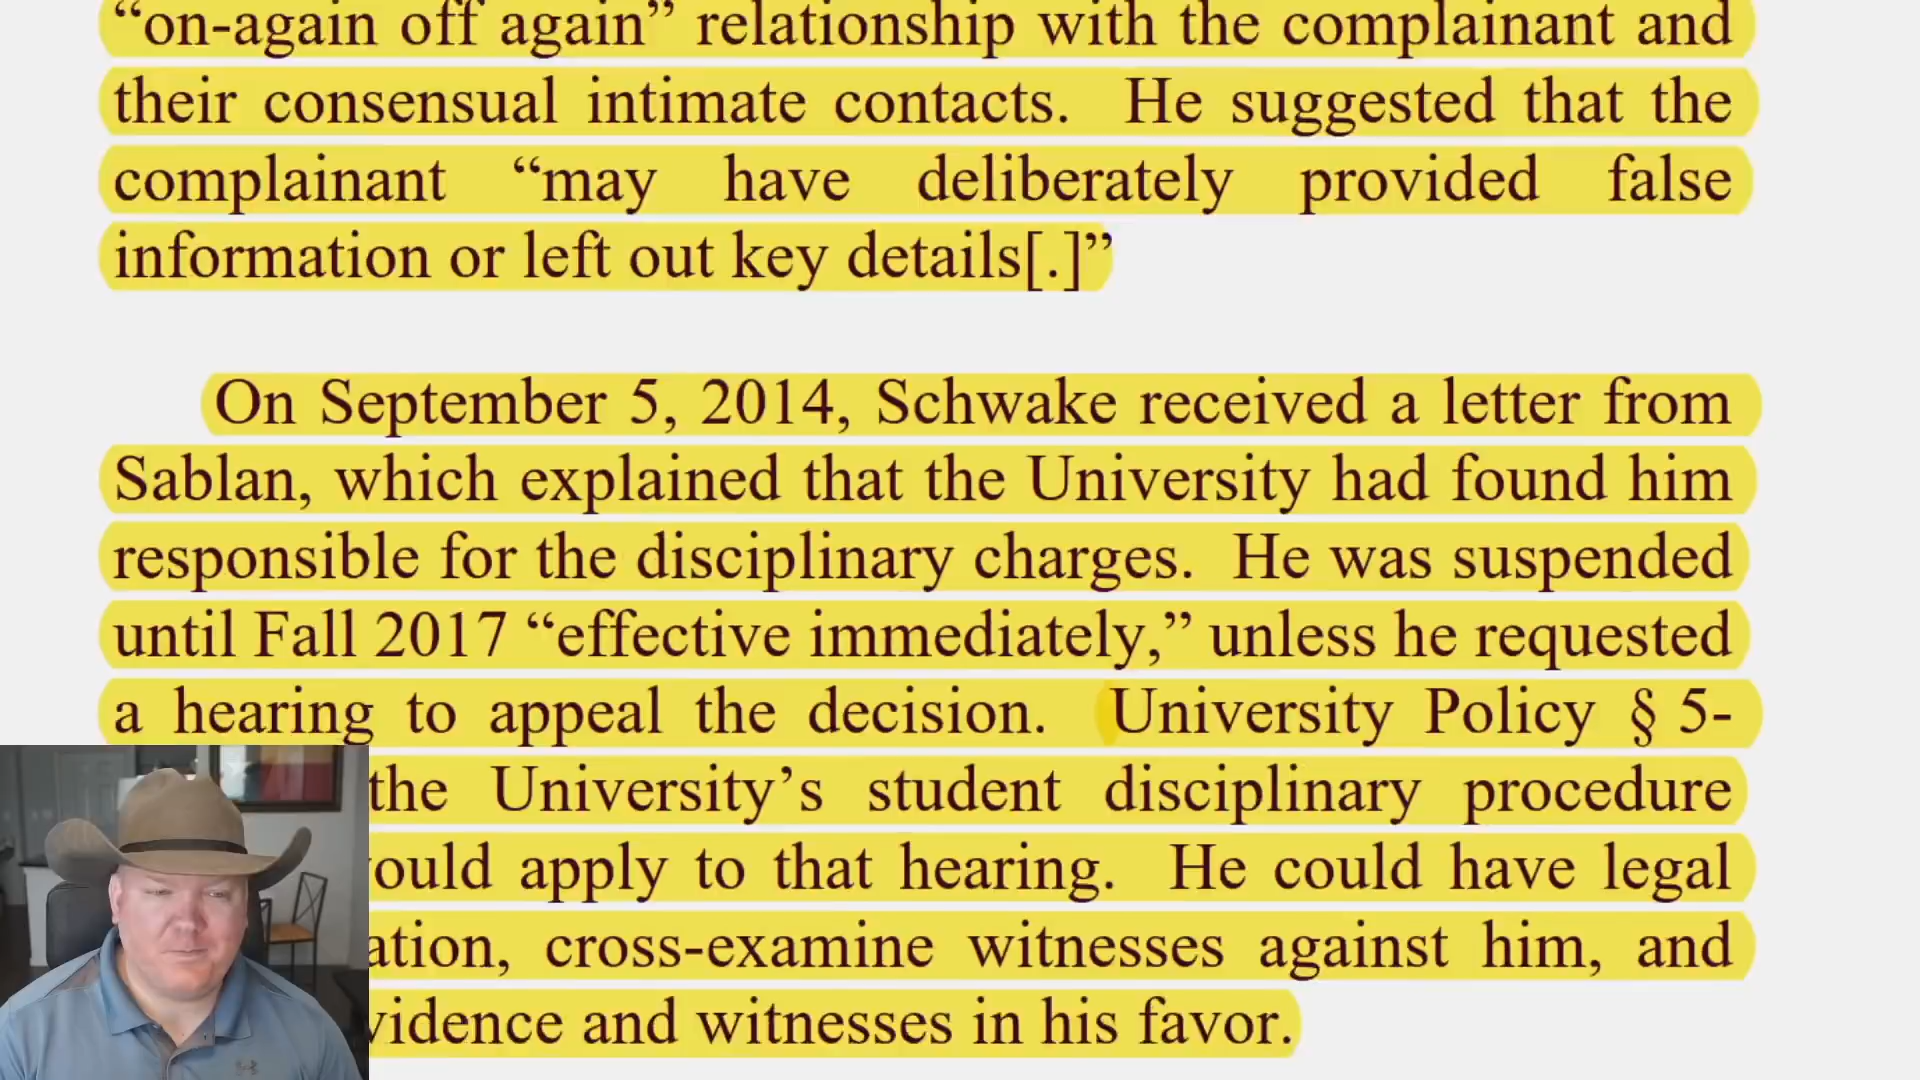 “on-again off again” relationship with the complainant and
their consensual intimate contacts. He suggested that the
complainant “may have deliberately provided false
information or left out key details[.]”
On September 5, 2014, Schwake received a letter from
Sablan, which explained that the University had found him
responsible for the disciplinary charges. He was suspended
until Fall 2017 “effective immediately,” unless he requested
a hearing to appeal the decision. University Policy § 5-
the University’s student disciplinary procedure
ould apply to that hearing. He could have legal
ation, cross-examine witnesses against him, and
vidence and witnesses in his favor.